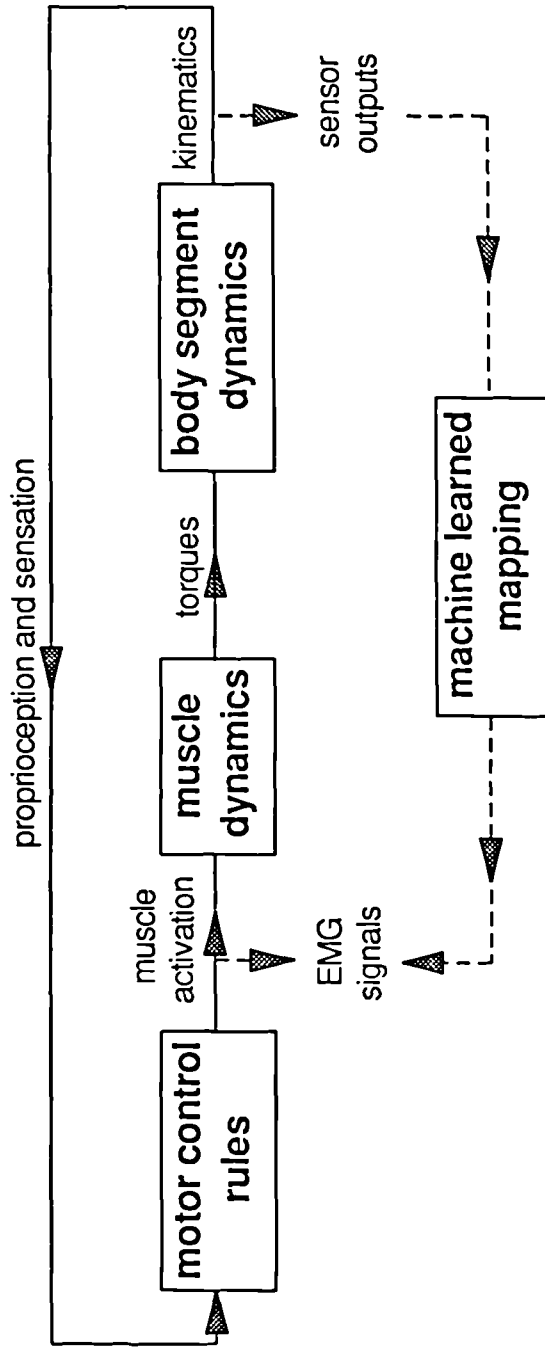 proprioception and sensation
motor control
rules
muscle
activation
muscle
dynamics
torques
body segment
dynamics
kinematics
EMG
signals
sensor
outputs
machine learned
mapping